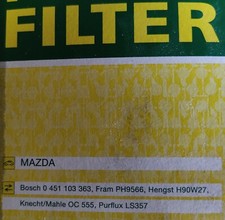 FILTER
MAZDA
Bosch 0 451 103 363, Fram PH9566, Hengst H90W27,
Knecht/Mahle OC 555, Purflux LS357